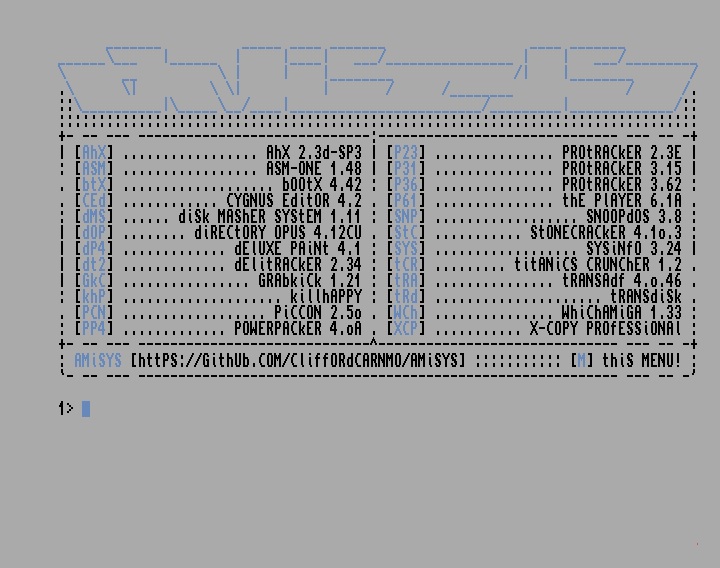 [AhX] ................. AhX 2.3d-SP3 | [P23] ................ PROtRACkER 2.3E
[ASM] ................. ASM-ONE 1.48 | [P31] ................ PROtRACkER 3.15
[btX] ................... bOOtX 4.42 : [P36] ................ PROtRACkER 3.62
[CEd] ............ CYGNUS EditOR 4.2 : [P61] ................ thE PlAYER 6.1A
[dMS] ...... diSk MAShER SYStEM 1.11 : [SNP] .................. SNOOPdOS 3.8
[dOP] ........ diRECtORY OPUS 4.12CU . [StC] ............ StONECRACkER 4.1o.3
[dP4] ............. dElUXE PAiNt 4.1 : [SYS] ................... SYSiNfO 3.24
[dt2] ............. dElitRACkER 2.34 | [tCR] .......... titANiCS CRUNChER 1.2
[GkC] ................ GRAbkiCk 1.21 : [tRA] ................ tRANSAdf 4.o.46
[khP] ..................... killhAPPY : [tRd] ...................... tRANSdiSk
[PCN] ................... PiCCON 2.5o . [WCh] ................ WhiChAMiGA 1.33
[PP4] ............. POWERPACkER 4.oA : [XCP] ............ X-COPY PROfESSiONAl
AMiSYS [httPS://GithUb.COM/CliffORdCARNMO/AMiSYS] ::::::::::: [M] thiS MENU!
1>